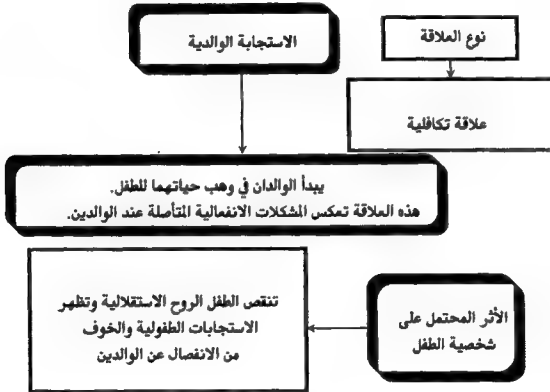 نوع العلاقة
الاستجابة الوالدية
علاقة تكافلية
يبدأ الوالدان في وهب حياتهما للطفل.
هذه العلاقة تعكس المشكلات الانفعالية المتأصلة عند الوالدين.
الأثر المحتمل على
شخصية الطفل
تنقص الطفل الروح الاستقلالية وتظهر
الاستجابات الطفولية والخوف
من الانفصال عن الوالدين